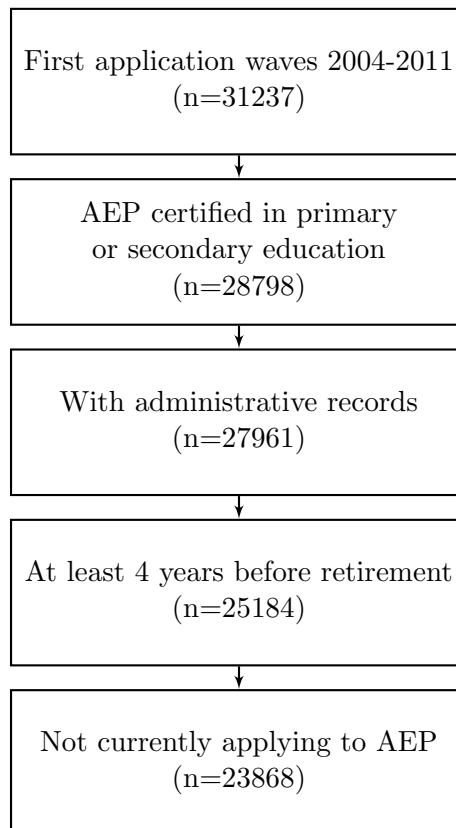 First application waves 2004-2011
(n=31237)
AEP certified in primary
or secondary education
(n=28798)
With administrative records
(n=27961)
At least 4 years before retirement
(n=25184)
Not currently applying to AEP
(n=23868)